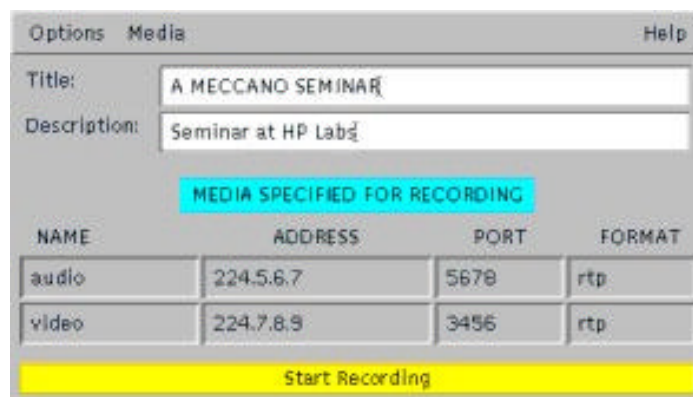 Options Media Help
Title: A MECCANO SEMINAR
Description: Seminar at HP Labs
MEDIA SPECIFIED FOR RECORDING
NAME ADDRESS PORT FORMAT
audio 224.5.6.7 5678 rtp
video 224.7.8.9 3456 rtp
Start Recording